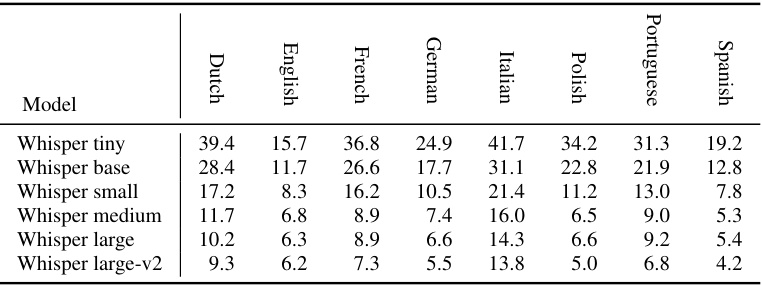 Model Dutch English French German Italian Polish Portuguese Spanish
Whisper tiny 39.4 15.7 36.8 24.9 41.7 34.2 31.3 19.2
Whisper base 28.4 11.7 26.6 17.7 31.1 22.8 21.9 12.8
Whisper small 17.2 8.3 16.2 10.5 21.4 11.2 13.0 7.8
Whisper medium 11.7 6.8 8.9 7.4 16.0 6.5 9.0 5.3
Whisper large 10.2 6.3 8.9 6.6 14.3 6.6 9.2 5.4
Whisper large-v2 9.3 6.2 7.3 5.5 13.8 5.0 6.8 4.2